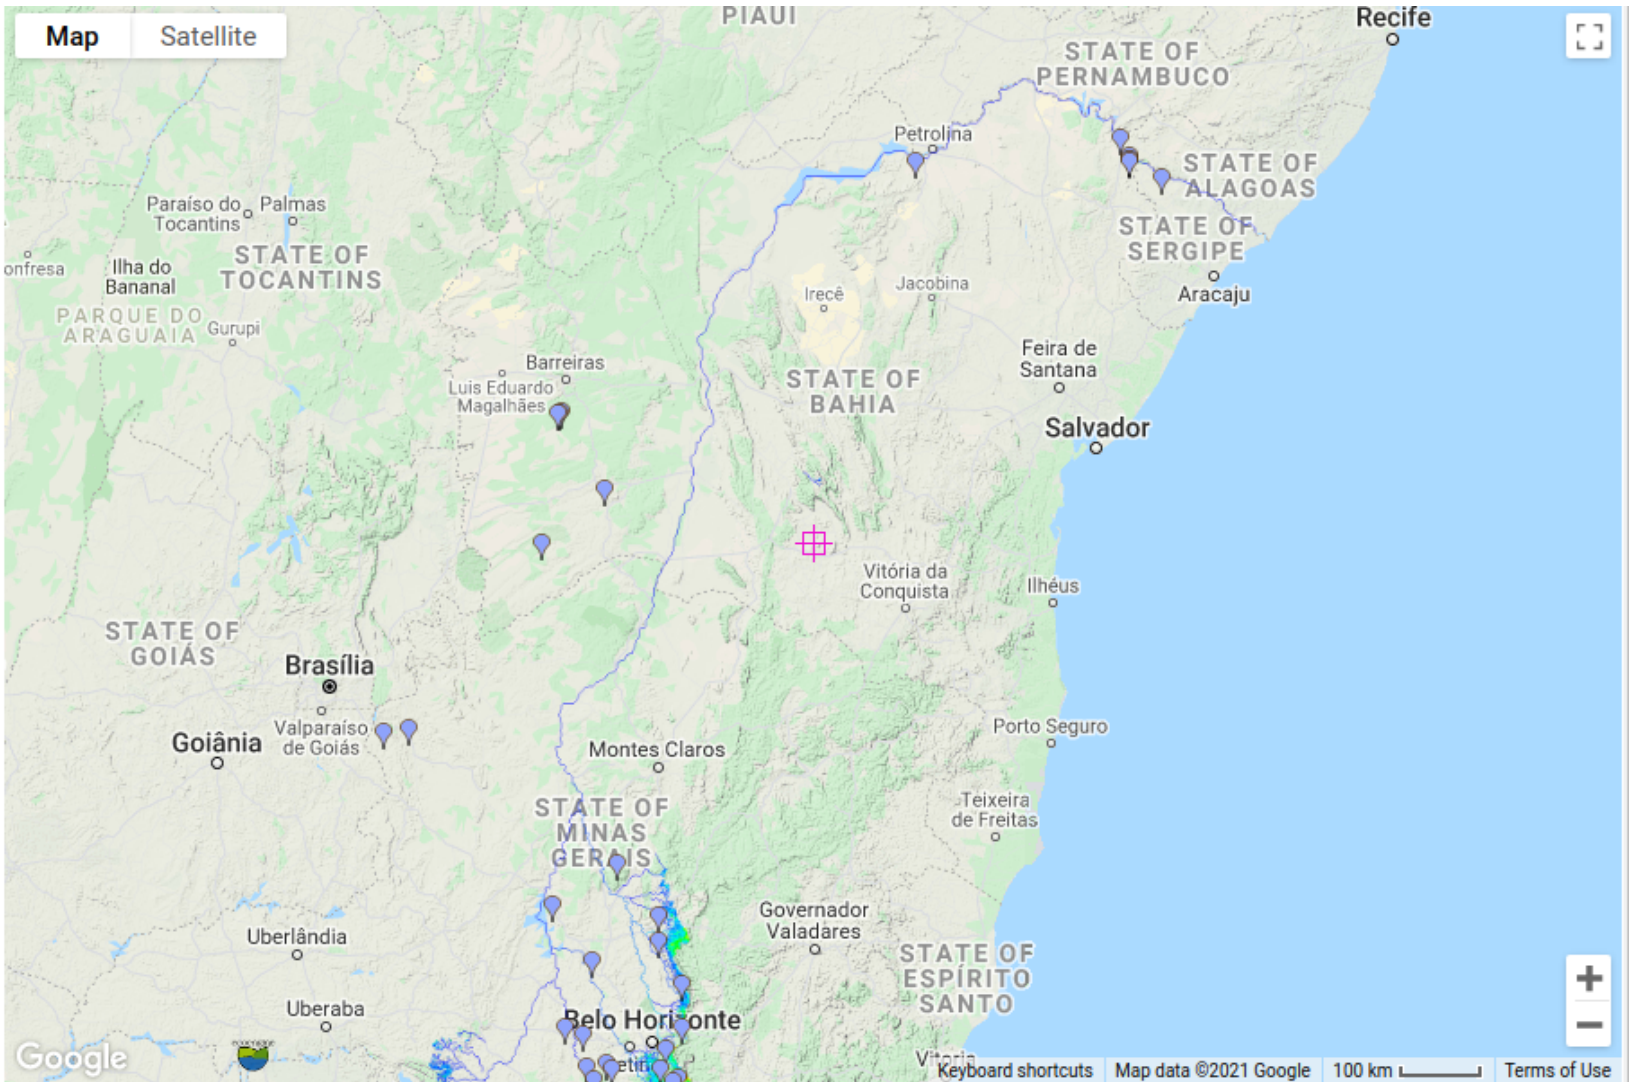 PIAUÍ
Recife
Map Satellite
STATE OF
PERNAMBUCO
Petrolina
STATE OF
ALAGOAS
Paraíso do
Tocantins
Palmas
STATE OF
SERGIPE
STATE OF
TOCANTINS
onfresa
Ilha do
Bananal
Jacobina
Irecê
Aracaju
PARQUE DO
ARAGUAIA
Gurupi
Feira de
Santana
Barreiras
Luis Eduardo
Magalhães
STATE OF
BAHIA
Salvador
Vitória da
Conquista
Ilhéus
STATE OF
GOIÁS
Brasília
Valparaíso
de Goiás
Goiânia
Porto Seguro
Montes Claros
STATE OF
MINAS
GERAIS
Teixeira
de Freitas
Governador
Valadares
Uberlândia
STATE OF
ESPÍRITO
SANTO
Uberaba
Belo Horizonte
etim
Vitoria
Google
Keyboard shortcuts Map data ©2021 Google 100 km Terms of Use